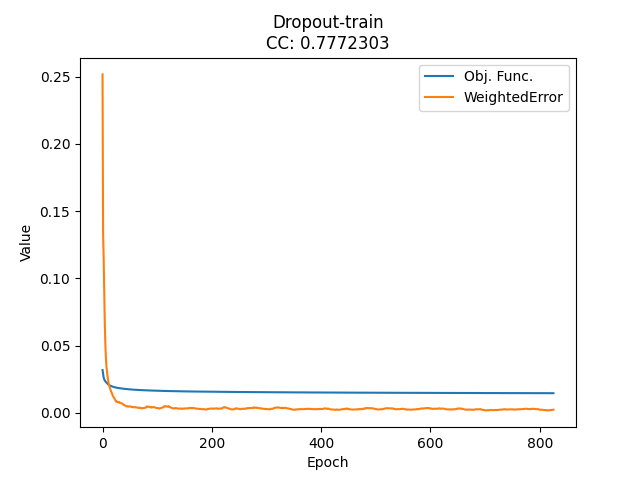 Dropout-train
CC: 0.7772303
Obj. Func.
WeightedError
0.25
0.20
0.15
0.10
0.05
0.00
Value
0
200
400
600
800
Epoch